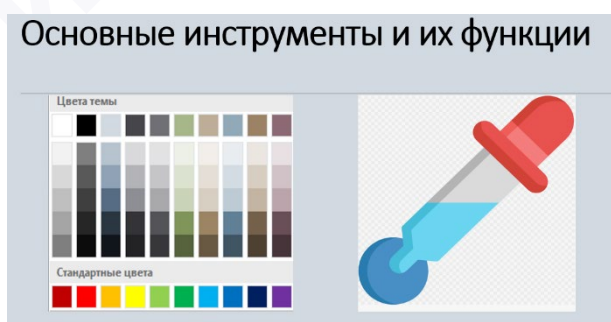 Основные инструменты и их функции
Цвета темы
Стандартные цвета